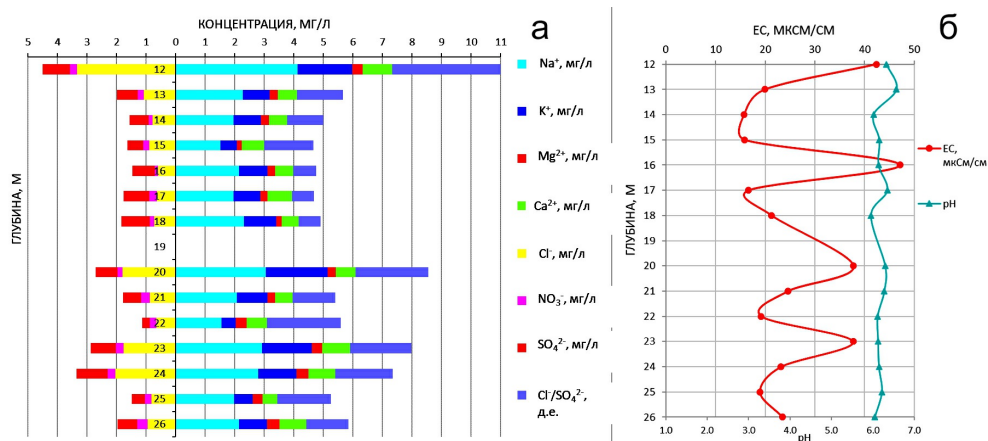 КОНЦЕНТРАЦИЯ, МГ/Л
5 4 3 2 1 0 1 2 3 4 5 6 7 8 9 10 11
ГЛУБИНА, М
12
13
14
15
16
17
18
19
20
21
22
23
24
25
26
а
Na⁺, мг/л
K⁺, мг/л
Mg²⁺, мг/л
Ca²⁺, мг/л
Cl⁻, мг/л
NO₃⁻, мг/л
SO₄²⁻, мг/л
Cl⁻/SO₄²⁻,
д.е.
б
ЕС, МКСМ/СМ
0 10 20 30 40 50
ГЛУБИНА, М
12
13
14
15
16
17
18
19
20
21
22
23
24
25
26
1.0 2.0 3.0 4.0 5.0 6.0 7.0
pH
ЕС,
мкСм/см
pH